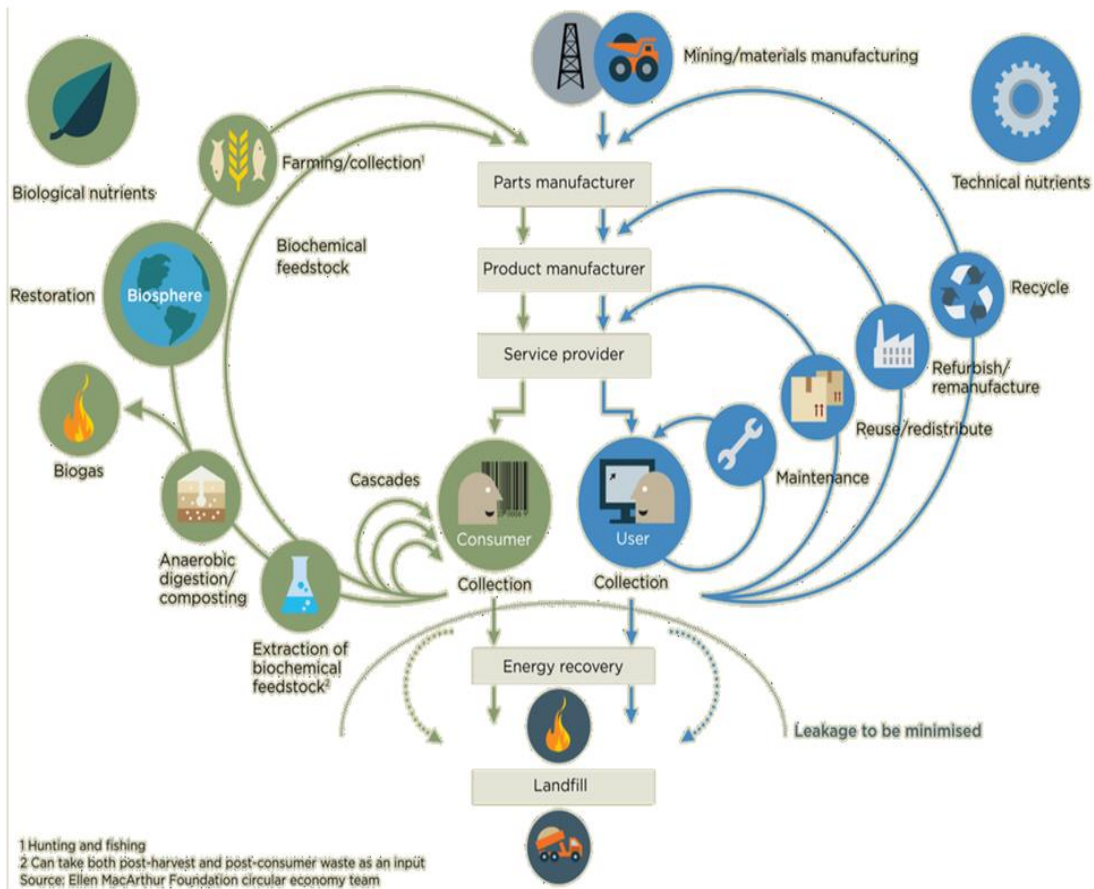 Mining/materials manufacturing
Biological nutrients
Farming/collection¹
Parts manufacturer
Technical nutrients
Biochemical
feedstock
Product manufacturer
Restoration
Biosphere
Recycle
Service provider
Refurbish/
remanufacture
Reuse/redistribute
Biogas
Cascades
Maintenance
Consumer
User
Anaerobic
digestion/
composting
Collection
Collection
Extraction of
biochemical
feedstock²
Energy recovery
Leakage to be minimised
Landfill
1 Hunting and fishing
2 Can take both post-harvest and post-consumer waste as an input
Source: Ellen MacArthur Foundation circular economy team